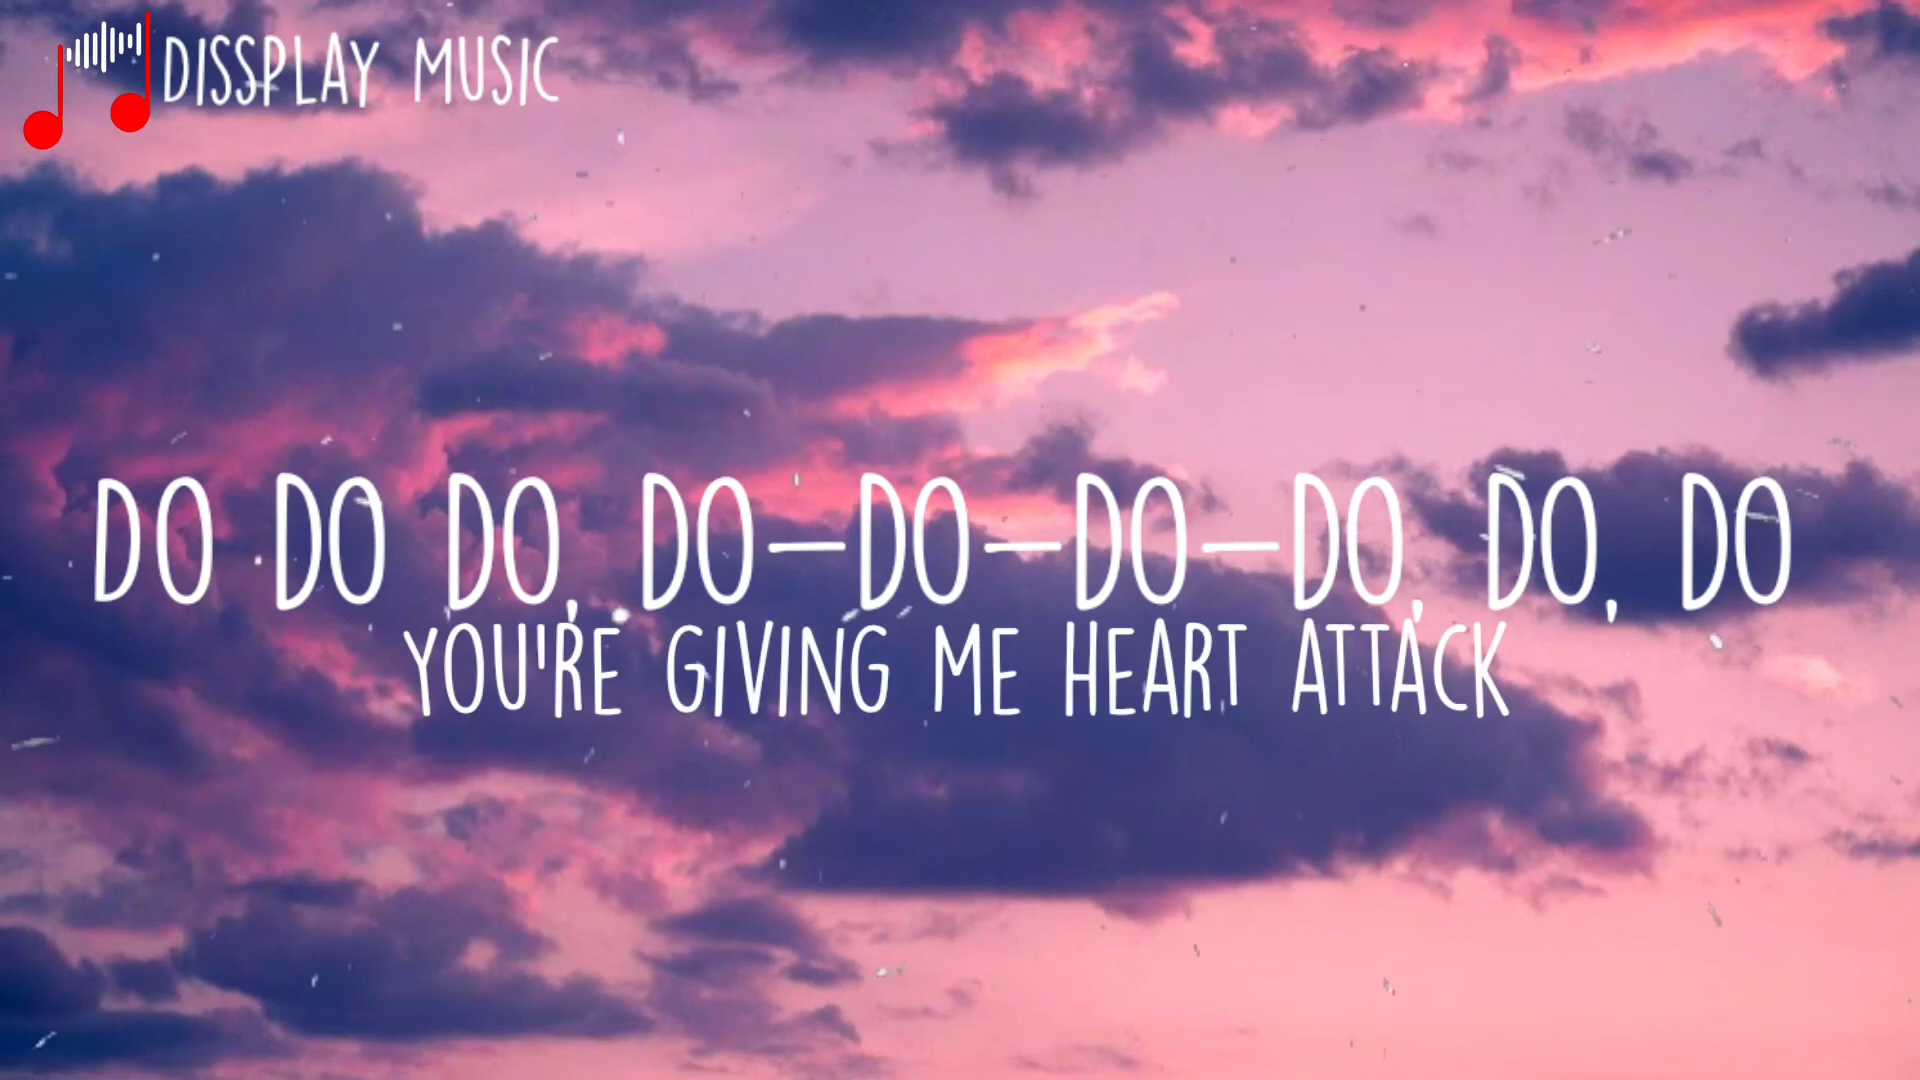 DISSPLAY MUSIC
DO DO DO, DO-DO-DO-DO, DO, DO
YOU'RE GIVING ME HEART ATTACK